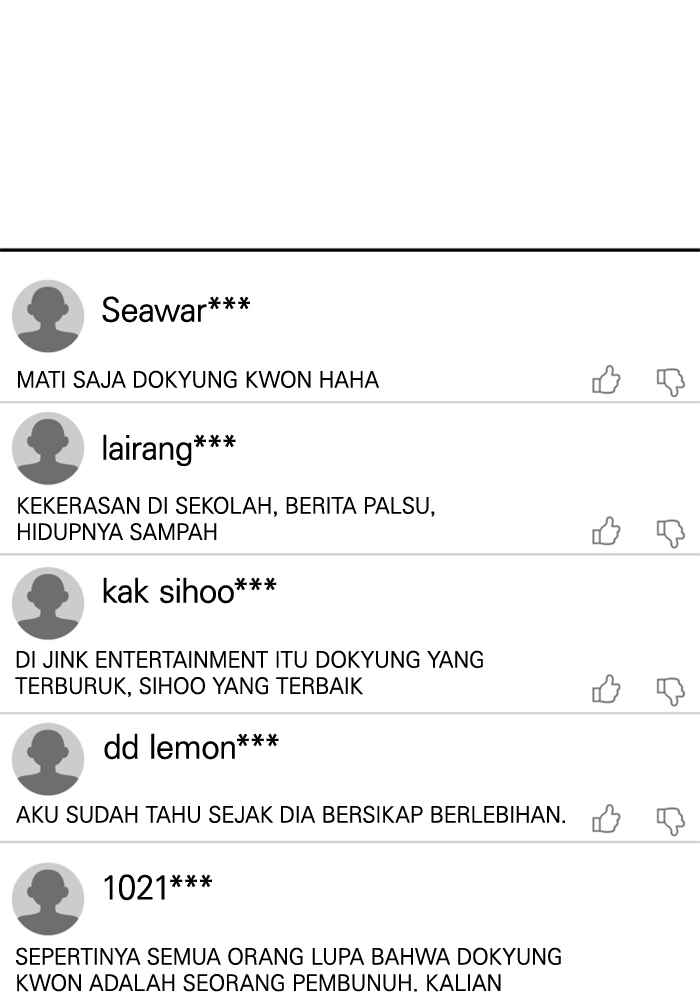 Seawar***
MATI SAJA DOKYUNG KWON HAHA
lairang***
KEKERASAN DI SEKOLAH, BERITA PALSU,
HIDUPNYA SAMPAH
kak sihoo***
DI JINK ENTERTAINMENT ITU DOKYUNG YANG
TERBURUK, SIHOO YANG TERBAIK
dd lemon***
AKU SUDAH TAHU SEJAK DIA BERSIKAP BERLEBIHAN.
1021***
SEPERTINYA SEMUA ORANG LUPA BAHWA DOKYUNG
KWON ADALAH SEORANG PEMBUNUH. KALIAN